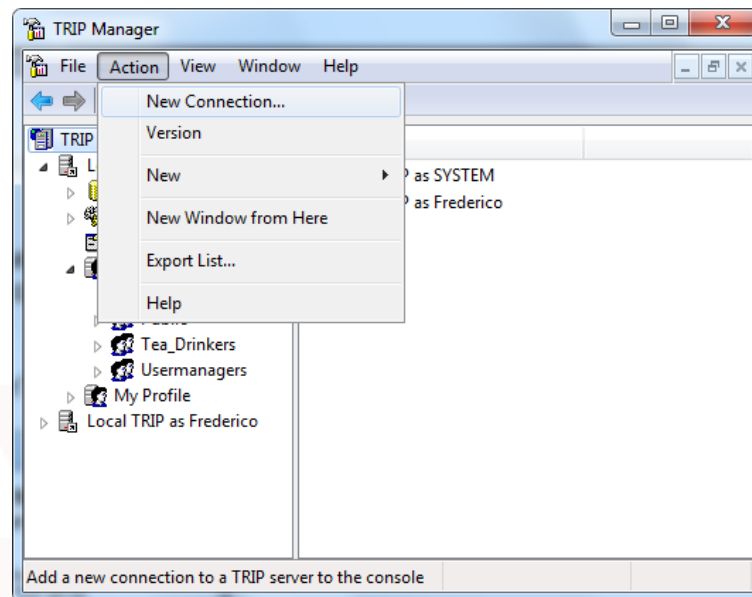 TRIP Manager
File Action View Window Help
New Connection...
TRIP
Version
L
New
P as SYSTEM
P as Frederico
New Window from Here
Export List...
Help
Tea_Drinkers
Usermanagers
My Profile
Local TRIP as Frederico
Add a new connection to a TRIP server to the console